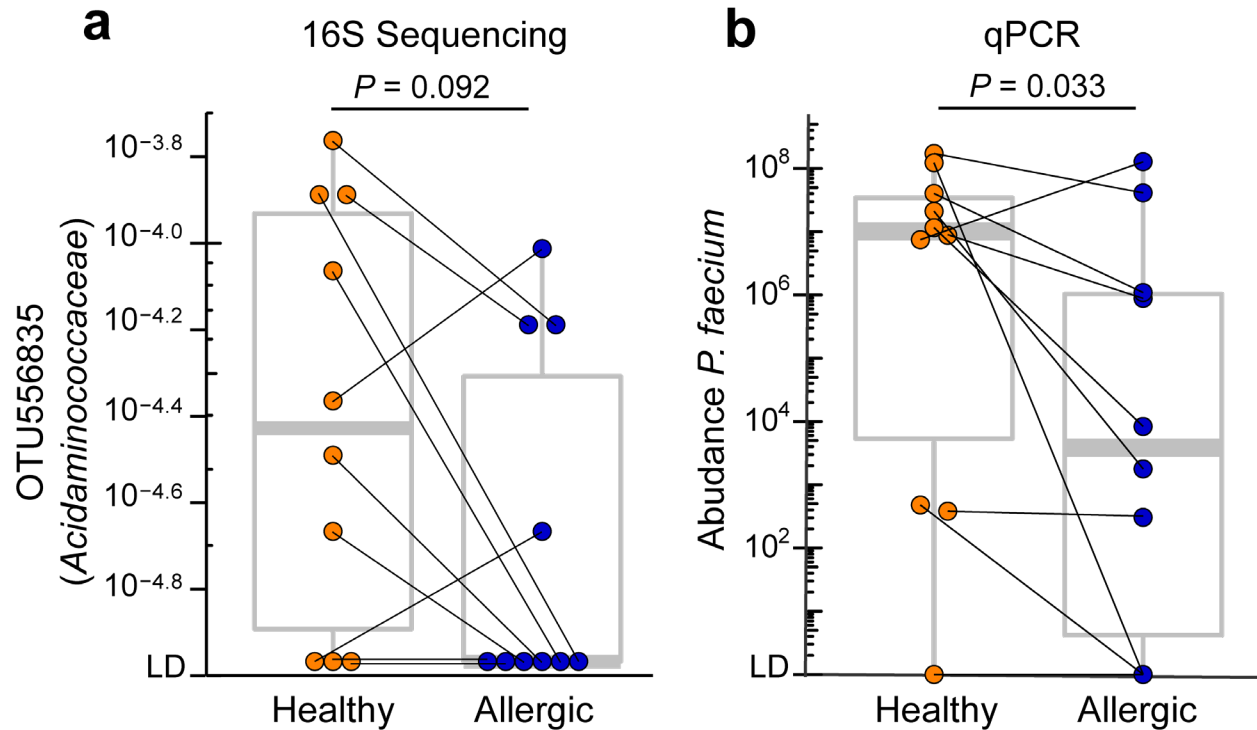 a
16S Sequencing
P = 0.092
OTU556835
(Acidaminococcaceae)
10−3.8
10−4.0
10−4.2
10−4.4
10−4.6
10−4.8
LD
Healthy
Allergic
b
qPCR
P = 0.033
Abudance P. faecium
10^8
10^6
10^4
10^2
LD
Healthy
Allergic